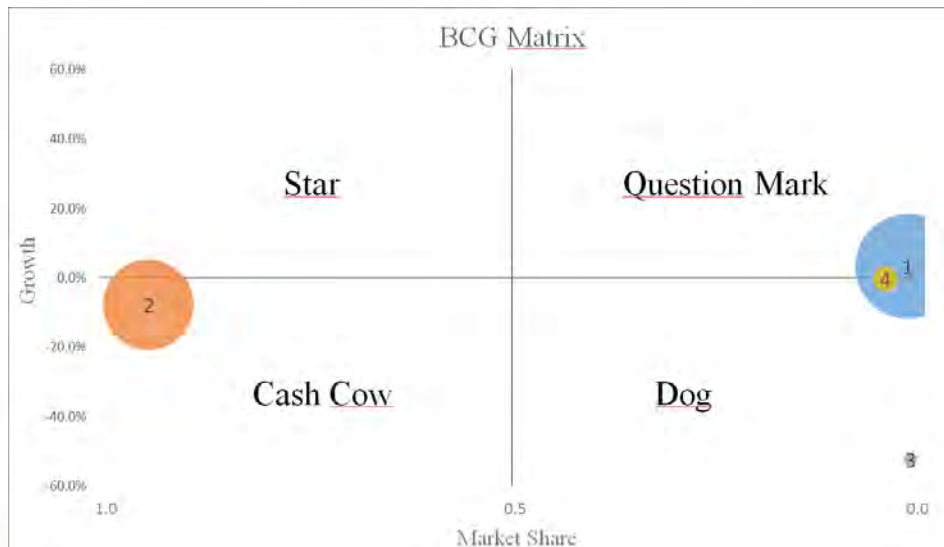 BCG Matrix
60.0%
40.0%
Star Question Mark
20.0%
Growth
0.0%
1
4
2
-20.0%
Cash Cow Dog
-40.0%
3
-60.0%
1.0 0.5 0.0
Market Share